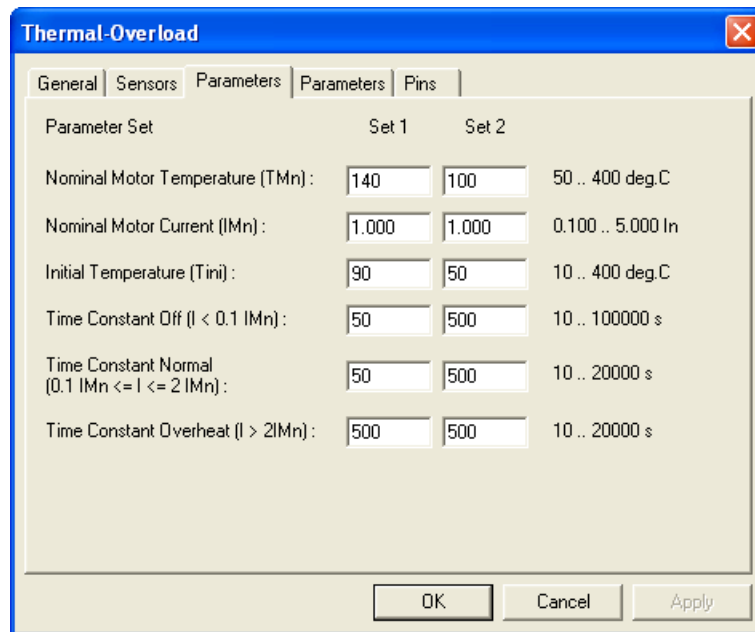 Thermal-Overload
General Sensors Parameters Parameters Pins
Parameter Set Set 1 Set 2
Nominal Motor Temperature (TMn) : 140 100 50 .. 400 deg.C
Nominal Motor Current (IMn) : 1.000 1.000 0.100 .. 5.000 In
Initial Temperature (Tini) : 90 50 10 .. 400 deg.C
Time Constant Off (I < 0.1 IMn) : 50 500 10 .. 100000 s
Time Constant Normal
(0.1 IMn <= I <= 2 IMn) : 50 500 10 .. 20000 s
Time Constant Overheat (I > 2IMn) : 500 500 10 .. 20000 s
OK Cancel Apply